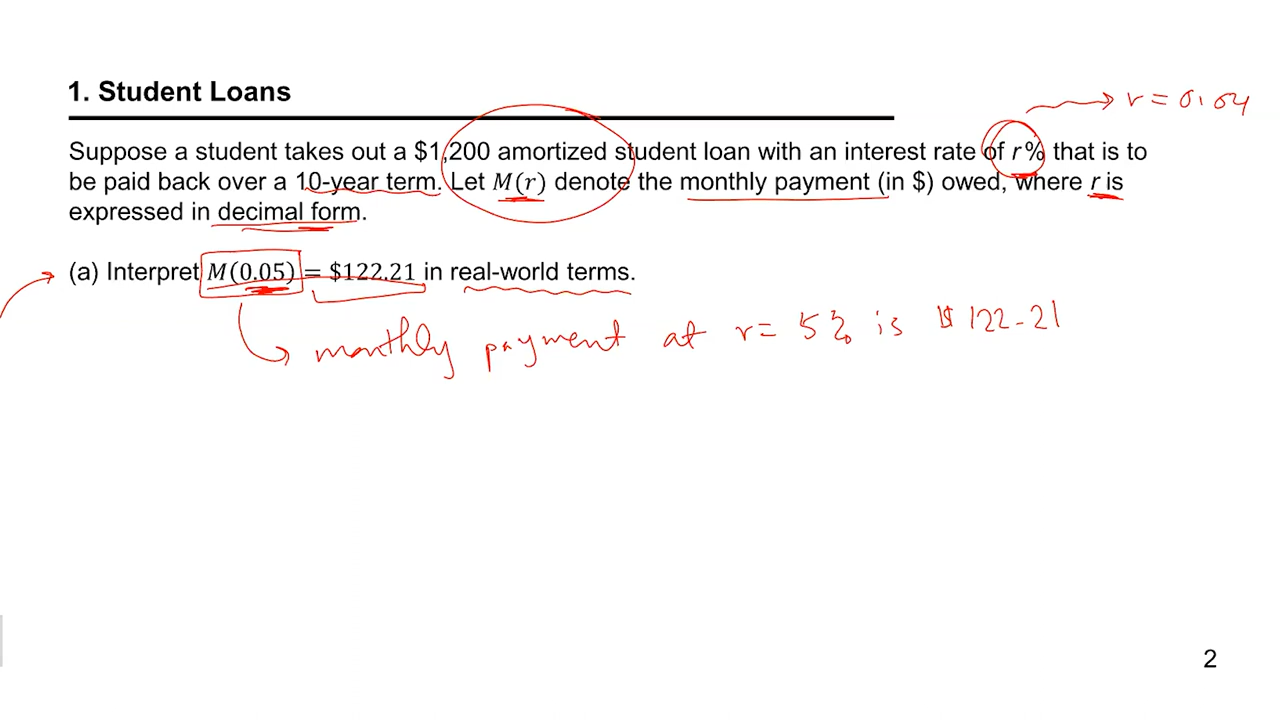 1. Student Loans
r = 0.04
Suppose a student takes out a $1,200 amortized student loan with an interest rate of r% that is to
be paid back over a 10-year term. Let M(r) denote the monthly payment (in $) owed, where r is
expressed in decimal form.
(a) Interpret M(0.05) = $122.21 in real-world terms.
monthly payment at r = 5% is $122.21
2